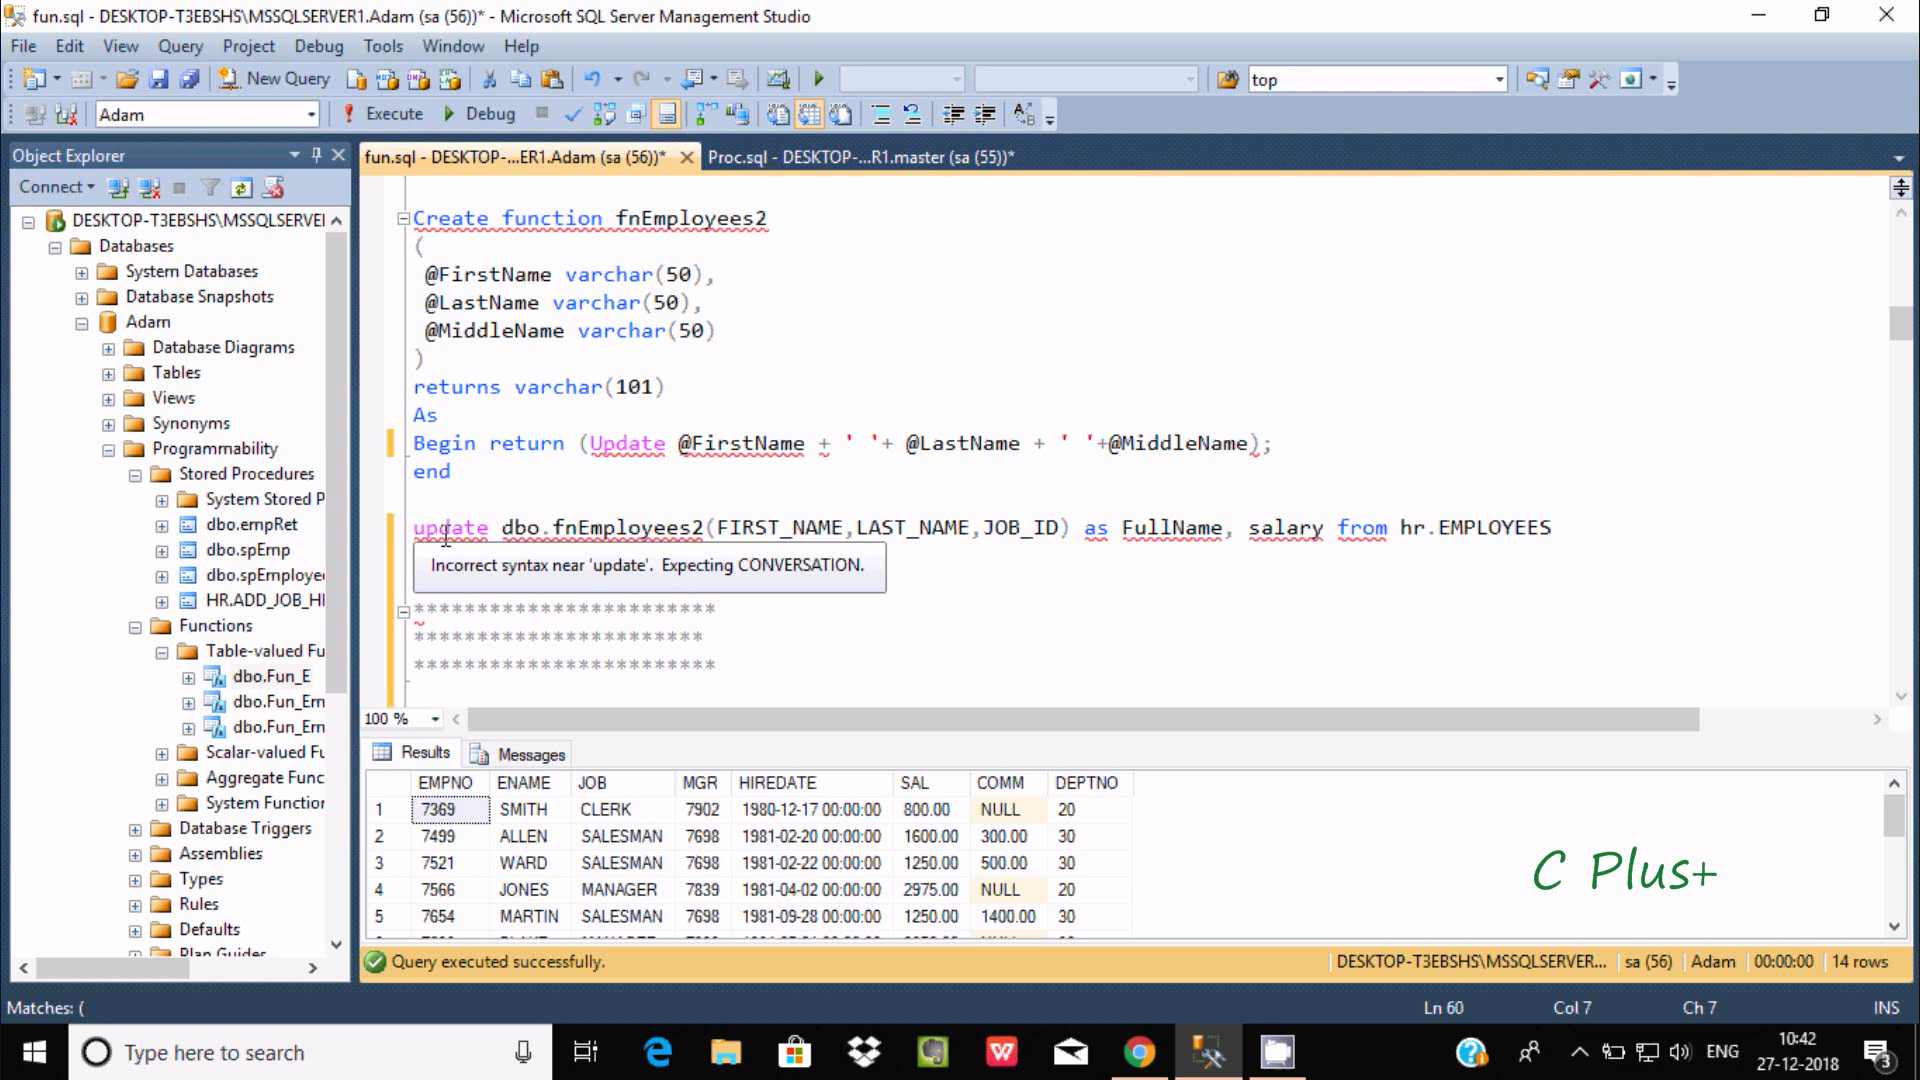 fun.sql - DESKTOP-T3EBSHS\MSSQLSERVER1.Adam (sa (56))* - Microsoft SQL Server Management Studio
File Edit View Query Project Debug Tools Window Help
New Query top
Adam Execute Debug
Object Explorer
Connect
DESKTOP-T3EBSHS\MSSQLSERVEI
Databases
System Databases
Database Snapshots
Adam
Database Diagrams
Tables
Views
Synonyms
Programmability
Stored Procedures
System Stored P
dbo.empRet
dbo.spEmp
dbo.spEmployee
HR.ADD_JOB_HI
Functions
Table-valued Fu
dbo.Fun_E
dbo.Fun_Em
dbo.Fun_Em
Scalar-valued Fu
Aggregate Func
System Function
Database Triggers
Assemblies
Types
Rules
Defaults
Plan Guides
fun.sql - DESKTOP-...ER1.Adam (sa (56))* Proc.sql - DESKTOP-...R1.master (sa (55))*
Create function fnEmployees2
(
@FirstName varchar(50),
@LastName varchar(50),
@MiddleName varchar(50)
)
returns varchar(101)
As
Begin return (Update @FirstName + ' '+ @LastName + ' '+@MiddleName);
end
update dbo.fnEmployees2(FIRST_NAME,LAST_NAME,JOB_ID) as FullName, salary from hr.EMPLOYEES
Incorrect syntax near 'update'. Expecting CONVERSATION.
************************
***********************
************************
100 %
Results Messages
EMPNO ENAME JOB MGR HIREDATE SAL COMM DEPTNO
1 7369 SMITH CLERK 7902 1980-12-17 00:00:00 800.00 NULL 20
2 7499 ALLEN SALESMAN 7698 1981-02-20 00:00:00 1600.00 300.00 30
3 7521 WARD SALESMAN 7698 1981-02-22 00:00:00 1250.00 500.00 30
4 7566 JONES MANAGER 7839 1981-04-02 00:00:00 2975.00 NULL 20
5 7654 MARTIN SALESMAN 7698 1981-09-28 00:00:00 1250.00 1400.00 30
C Plus+
Query executed successfully. DESKTOP-T3EBSHS\MSSQLSERVER... sa (56) Adam 00:00:00 14 rows
Matches: ( Ln 60 Col 7 Ch 7 INS
Type here to search ENG 10:42
27-12-2018 3